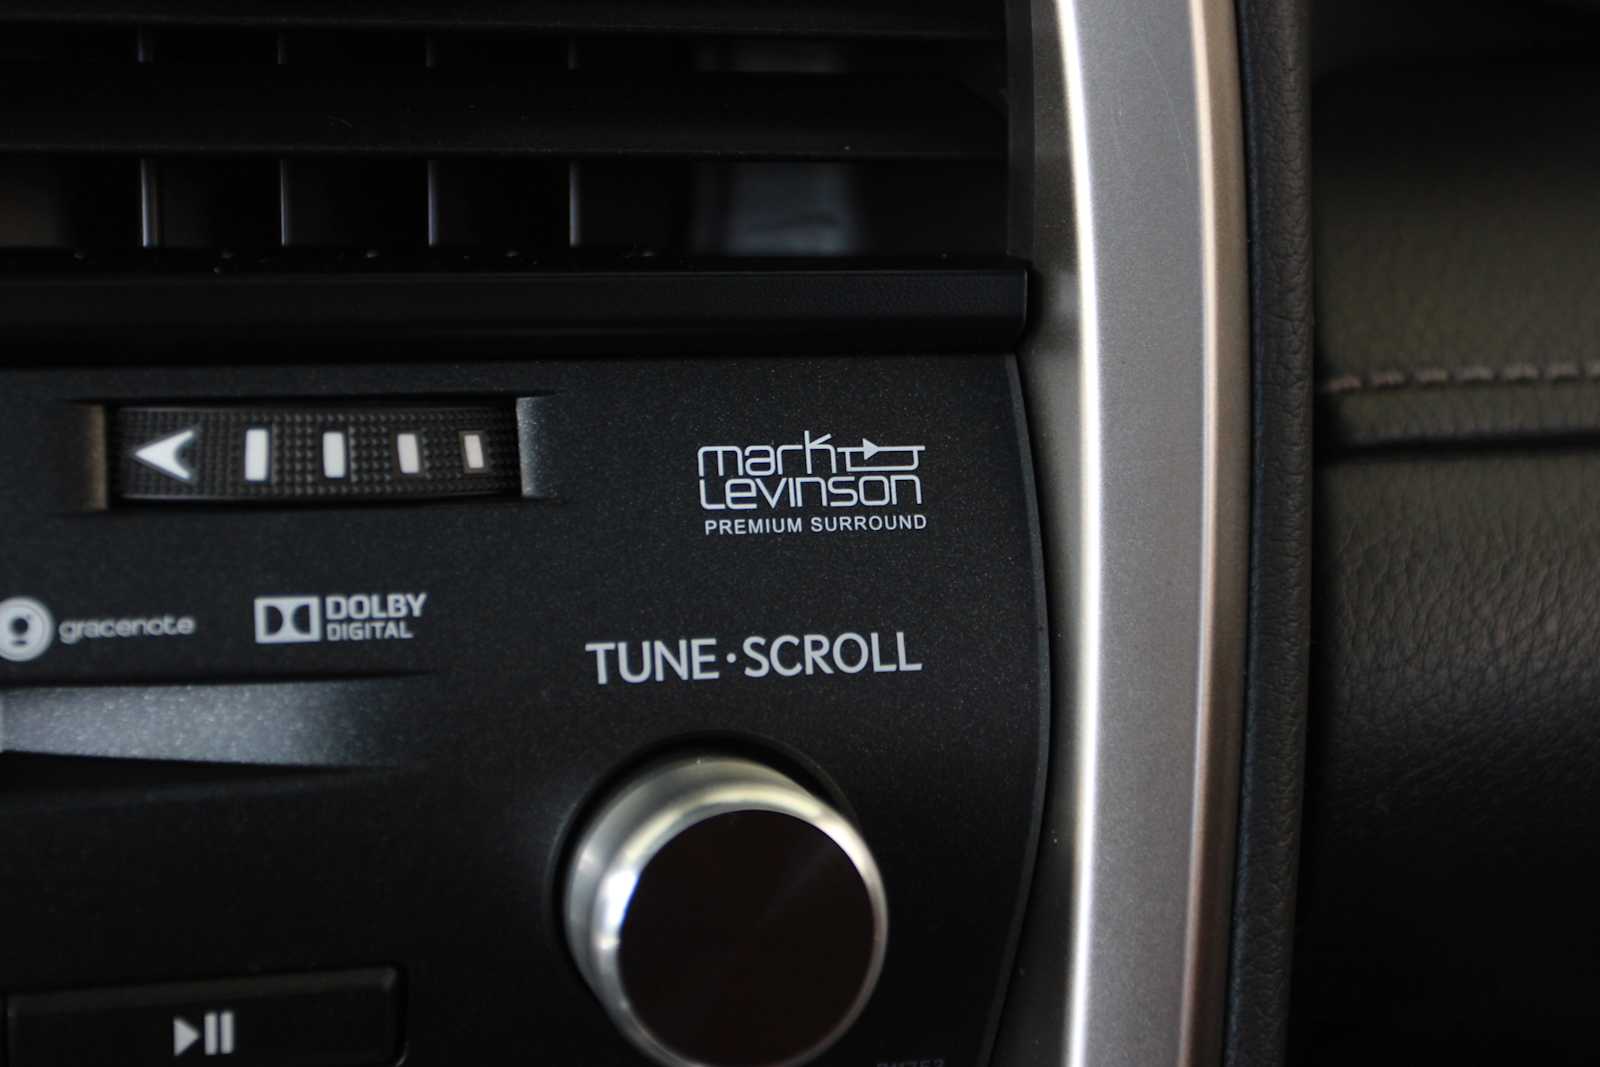 mark
LEVINSON
PREMIUM SURROUND
gracenote
DOLBY
DIGITAL
TUNE·SCROLL